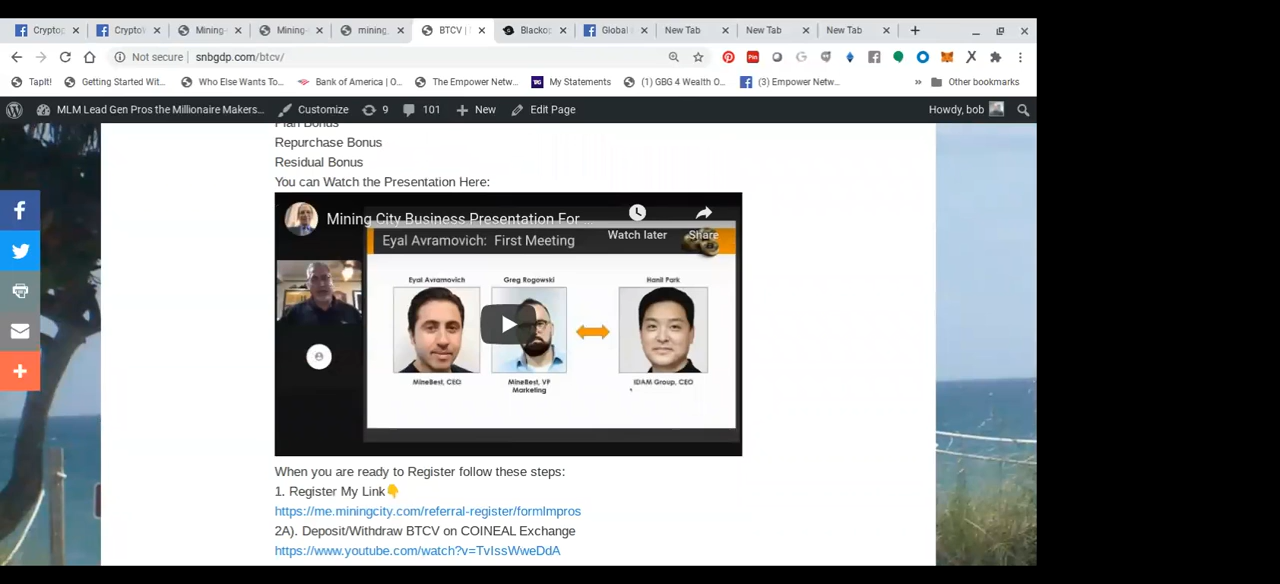 Crypto
Crypto
Mining-
Mining-
mining
BTCV |
Blacko
Global
New Tab
New Tab
New Tab
Not secure | snbgdp.com/btcv/
TapIt!
Getting Started Wit...
Who Else Wants To...
Bank of America | O...
The Empower Netw...
My Statements
(1) GBG 4 Wealth O...
(3) Empower Netw...
» Other bookmarks
MLM Lead Gen Pros the Millionaire Makers...
Customize
9
101
New
Edit Page
Howdy, bob
Plan Bonus
Repurchase Bonus
Residual Bonus
You can Watch the Presentation Here:
Mining City Business Presentation For ...
Watch later
Share
Eyal Avramovich: First Meeting
Eyal Avramovich
Greg Rogowski
Hanil Park
MineBest, CEO
MineBest, VP
Marketing
IDAM Group, CEO
When you are ready to Register follow these steps:
1. Register My Link👇
https://me.miningcity.com/referral-register/formlmpros
2A). Deposit/Withdraw BTCV on COINEAL Exchange
https://www.youtube.com/watch?v=TvIssWweDdA